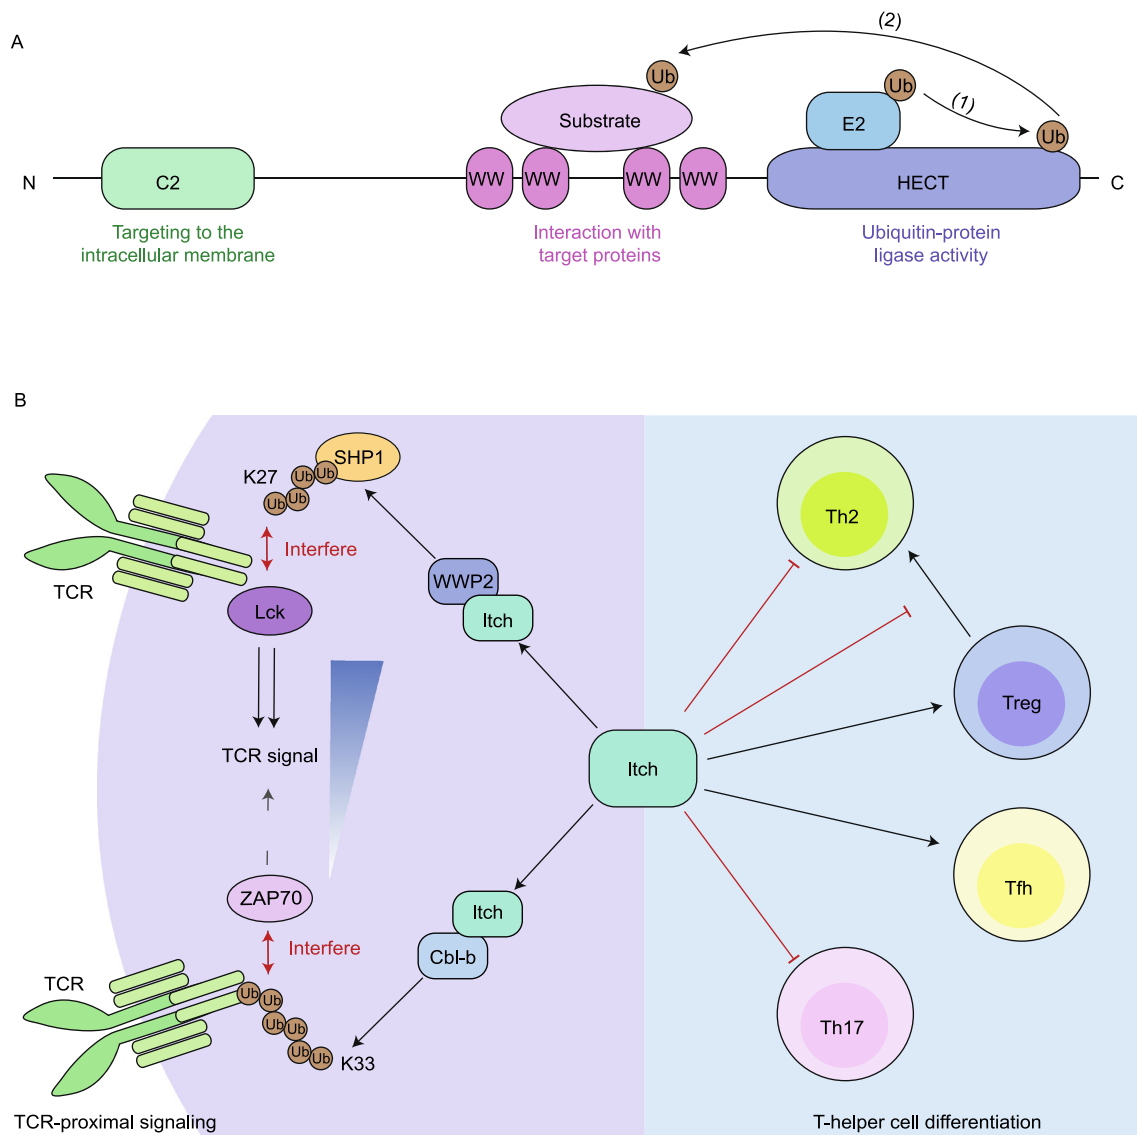 A
(2)
Ub
Ub
(1)
Substrate
E2
Ub
N
C2
WW
WW
WW
WW
HECT
C
Targeting to the
intracellular membrane
Interaction with
target proteins
Ubiquitin-protein
ligase activity
B
SHP1
K27
Ub
Ub
Ub
Ub
Th2
Interfere
TCR
WWP2
Lck
Itch
Treg
TCR signal
Itch
Tfh
ZAP70
Itch
Interfere
Cbl-b
TCR
Ub
Ub
Ub
Ub
Ub
Ub
K33
Th17
TCR-proximal signaling
T-helper cell differentiation